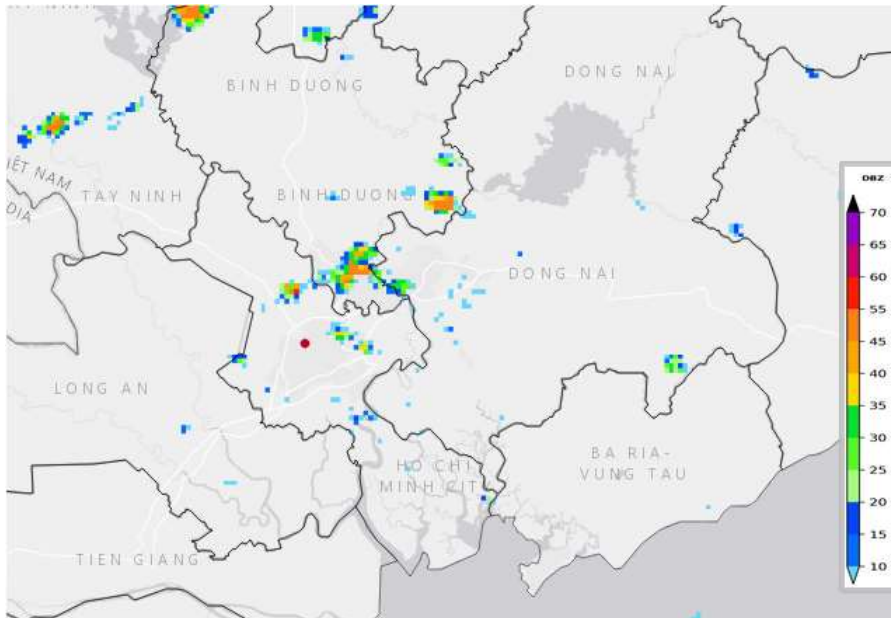 BINH DUONG
DONG NAI
DBZ
IỆT NAM
TAY NINH
BINH DUONG
DIA
70
65
60
55
50
45
40
35
30
25
20
15
10
DONG NAI
LONG AN
HO CHI
MINH CIT
BA RIA-
VUNG TAU
TIEN GIANG